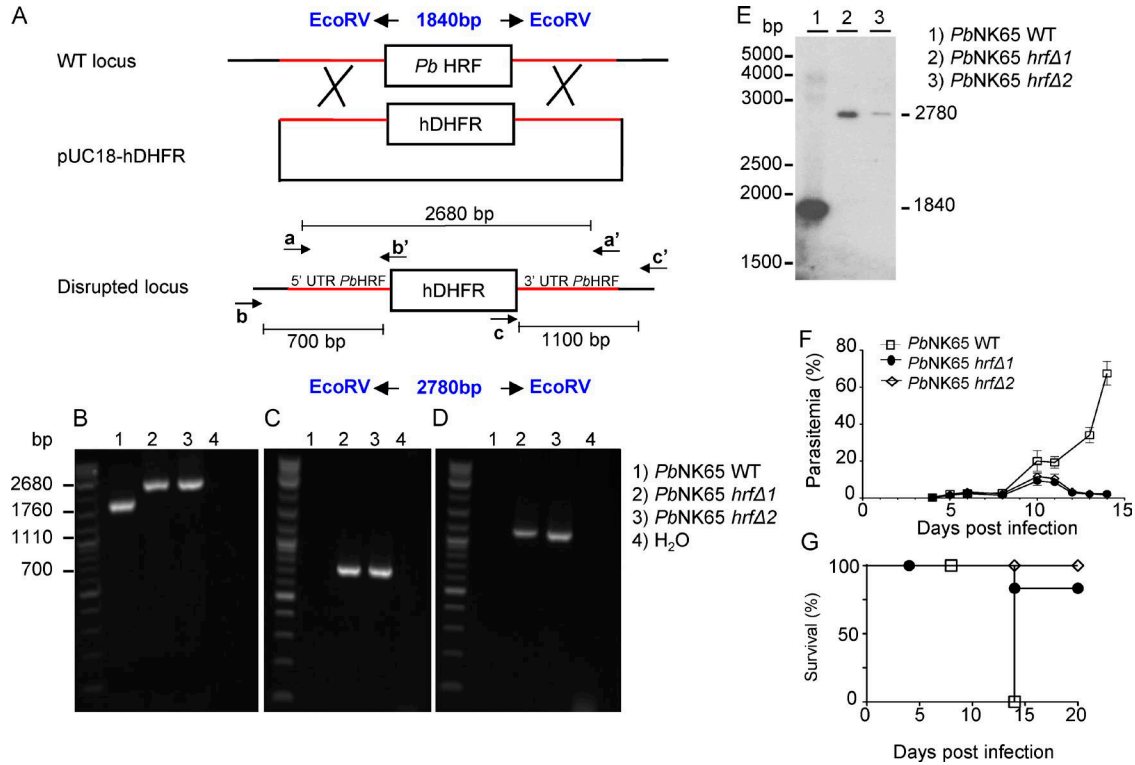 A
EcoRV 1840bp EcoRV
WT locus
Pb HRF
hDHFR
pUC18-hDHFR
2680 bp
a
b'
a'
c'
Disrupted locus
5' UTR PbHRF
hDHFR
3' UTR PbHRF
b
c
700 bp
1100 bp
EcoRV 2780bp EcoRV
B
C
D
bp
1 2 3 4
1 2 3 4
1 2 3 4
2680
1760
1110
700
1) PbNK65 WT
2) PbNK65 hrfΔ1
3) PbNK65 hrfΔ2
4) H₂O
E
bp
1 2 3
1) PbNK65 WT
2) PbNK65 hrfΔ1
3) PbNK65 hrfΔ2
5000
4000
3000
2500
2000
1500
2780
1840
F
PbNK65 WT
PbNK65 hrfΔ1
PbNK65 hrfΔ2
Parasitemia (%)
80
60
40
20
0
0 5 10 15
Days post infection
G
Survival (%)
100
50
0
0 5 10 15 20
Days post infection